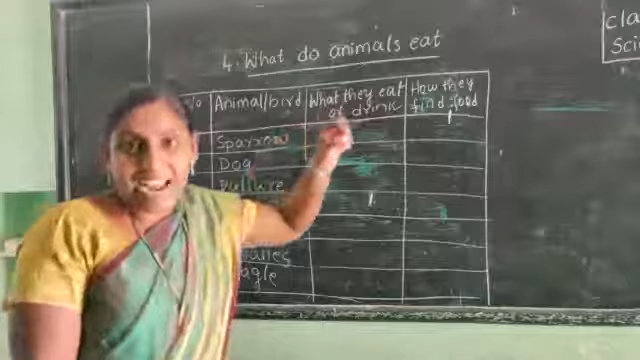 cla
Sci
4. What do animals eat
Animal/bird What they eat or drink How they find food
Sparrow
Dog
Vulture
Eagle